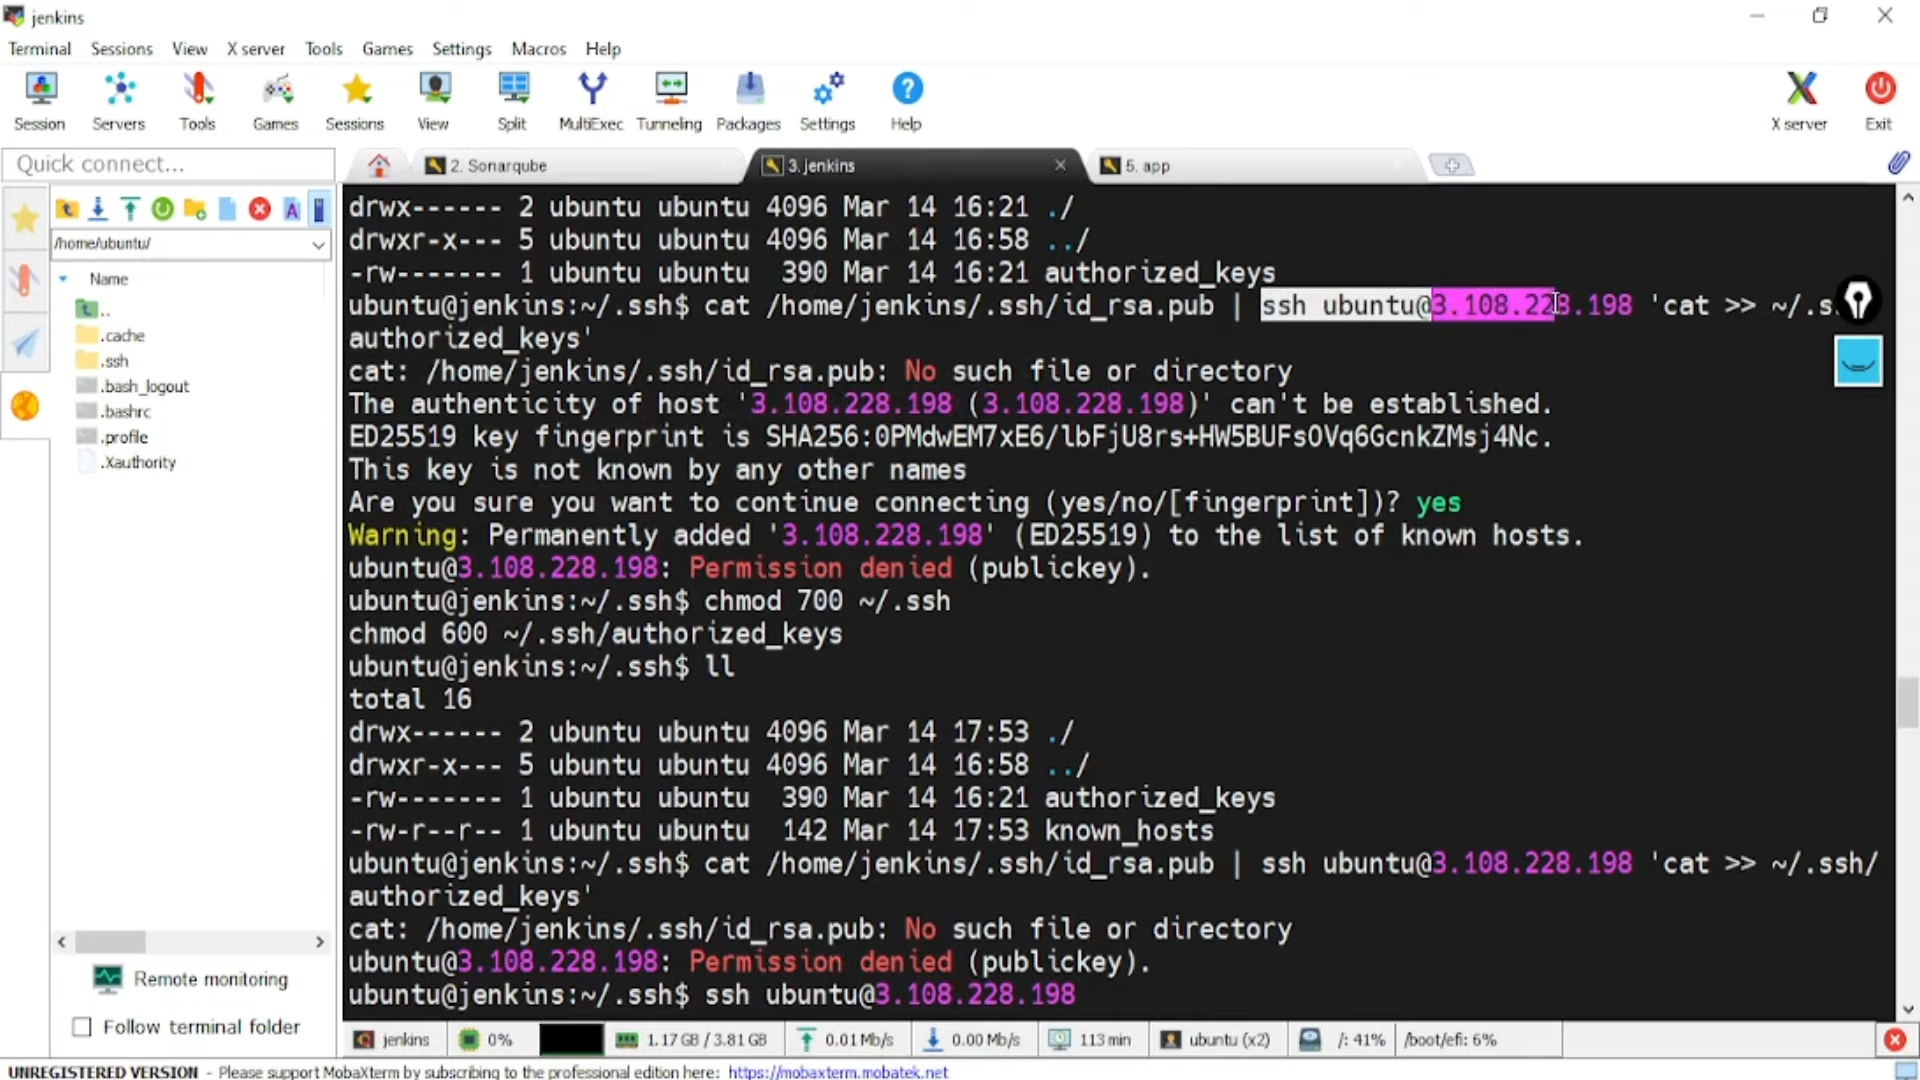 jenkins
Terminal Sessions View X server Tools Games Settings Macros Help
Session Servers Tools Games Sessions View Split MultiExec Tunneling Packages Settings Help X server Exit
Quick connect...
2. Sonarqube
3. jenkins
5. app
/home/ubuntu/
Name
..
.cache
.ssh
.bash_logout
.bashrc
.profile
.Xauthority
Remote monitoring
Follow terminal folder
drwx------ 2 ubuntu ubuntu 4096 Mar 14 16:21 ./
drwxr-x--- 5 ubuntu ubuntu 4096 Mar 14 16:58 ../
-rw------- 1 ubuntu ubuntu  390 Mar 14 16:21 authorized_keys
ubuntu@jenkins:~/.ssh$ cat /home/jenkins/.ssh/id_rsa.pub | ssh ubuntu@3.108.228.198 'cat >> ~/.s
authorized_keys'
cat: /home/jenkins/.ssh/id_rsa.pub: No such file or directory
The authenticity of host '3.108.228.198 (3.108.228.198)' can't be established.
ED25519 key fingerprint is SHA256:0PMdwEM7xE6/lbFjU8rs+HW5BUFsOVq6GcnkZMsj4Nc.
This key is not known by any other names
Are you sure you want to continue connecting (yes/no/[fingerprint])? yes
Warning: Permanently added '3.108.228.198' (ED25519) to the list of known hosts.
ubuntu@3.108.228.198: Permission denied (publickey).
ubuntu@jenkins:~/.ssh$ chmod 700 ~/.ssh
chmod 600 ~/.ssh/authorized_keys
ubuntu@jenkins:~/.ssh$ ll
total 16
drwx------ 2 ubuntu ubuntu 4096 Mar 14 17:53 ./
drwxr-x--- 5 ubuntu ubuntu 4096 Mar 14 16:58 ../
-rw------- 1 ubuntu ubuntu  390 Mar 14 16:21 authorized_keys
-rw-r--r-- 1 ubuntu ubuntu  142 Mar 14 17:53 known_hosts
ubuntu@jenkins:~/.ssh$ cat /home/jenkins/.ssh/id_rsa.pub | ssh ubuntu@3.108.228.198 'cat >> ~/.ssh/
authorized_keys'
cat: /home/jenkins/.ssh/id_rsa.pub: No such file or directory
ubuntu@3.108.228.198: Permission denied (publickey).
ubuntu@jenkins:~/.ssh$ ssh ubuntu@3.108.228.198
jenkins 0% 1.17 GB / 3.81 GB 0.01 Mb/s 0.00 Mb/s 113 min ubuntu (x2) /: 41% /boot/efi: 6%
UNREGISTERED VERSION - Please support MobaXterm by subscribing to the professional edition here: https://mobaxterm.mobatek.net